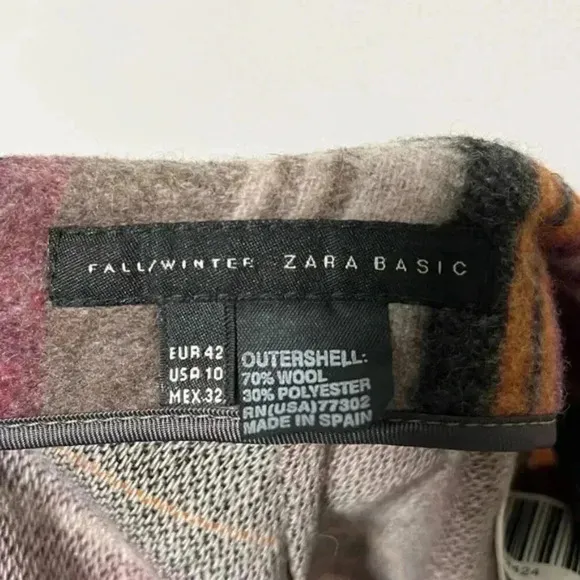 FALL/WINTER ZARA BASIC
EUR 42
USA 10
MEX 32
OUTERSHELL:
70% WOOL
30% POLYESTER
RN(USA)77302
MADE IN SPAIN
424